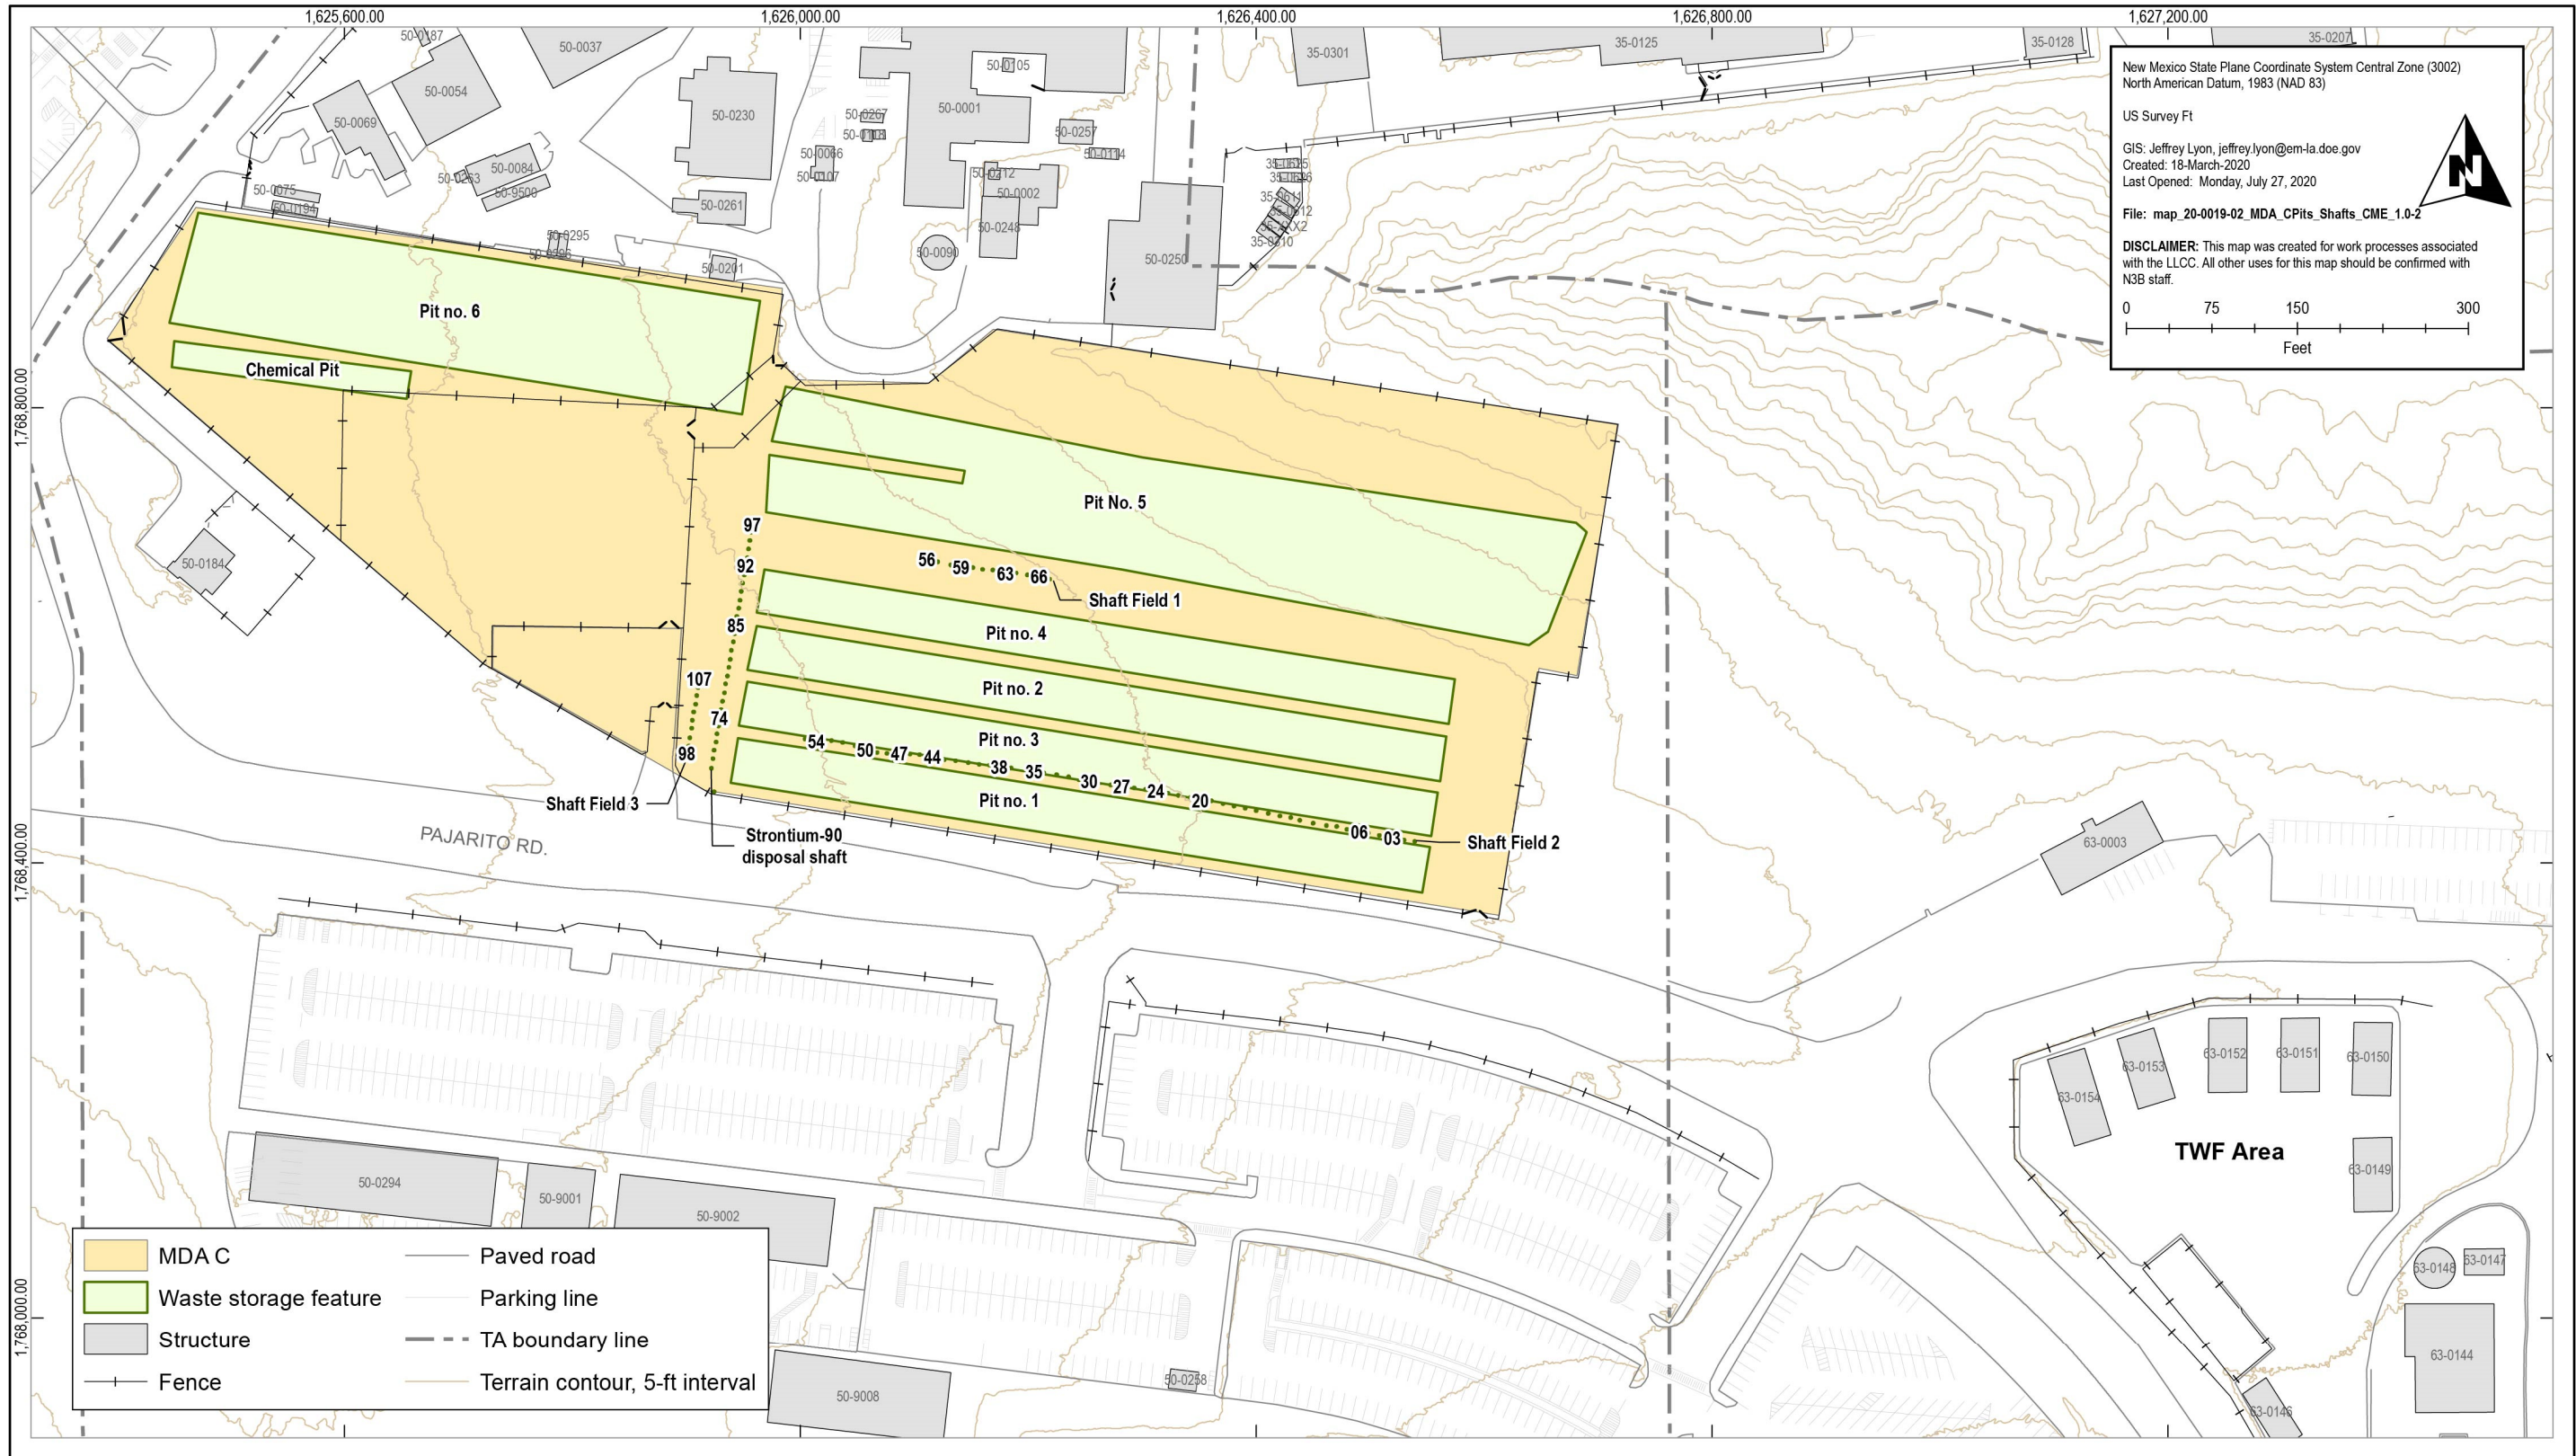 1,625,600.00
1,626,000.00
1,626,400.00
1,626,800.00
1,627,200.00
1,768,800.00
1,768,400.00
1,768,000.00
New Mexico State Plane Coordinate System Central Zone (3002)
North American Datum, 1983 (NAD 83)
US Survey Ft
GIS: Jeffrey Lyon, jeffrey.lyon@em-la.doe.gov
Created: 18-March-2020
Last Opened: Monday, July 27, 2020
File: map_20-0019-02_MDA_CPits_Shafts_CME_1.0-2
DISCLAIMER: This map was created for work processes associated
with the LLCC. All other uses for this map should be confirmed with
N3B staff.
0 75 150 300
Feet
N
50-0187
50-0037
50-0054
50-0069
50-0084
50-0263
50-9500
50-0075
50-0194
50-0295
50-0296
50-0230
50-0261
50-0201
50-0267
50-0066
50-0107
50-0105
50-0001
50-0257
50-0114
50-0212
50-0002
50-0248
50-0090
50-0250
35-0301
35-0125
35-0128
35-0207
Pit no. 6
Chemical Pit
Pit No. 5
97
92
85
107
74
98
56
59
63
66
Shaft Field 1
Pit no. 4
Pit no. 2
Pit no. 3
54
50
47
44
38
35
30
27
24
20
06
03
Shaft Field 2
Pit no. 1
Shaft Field 3
Strontium-90
disposal shaft
50-0184
PAJARITO RD.
63-0003
63-0154
63-0153
63-0152
63-0151
63-0150
63-0149
TWF Area
63-0148
63-0147
63-0144
63-0146
50-0294
50-9001
50-9002
50-9008
50-0258
MDA C
Waste storage feature
Structure
Fence
Paved road
Parking line
TA boundary line
Terrain contour, 5-ft interval